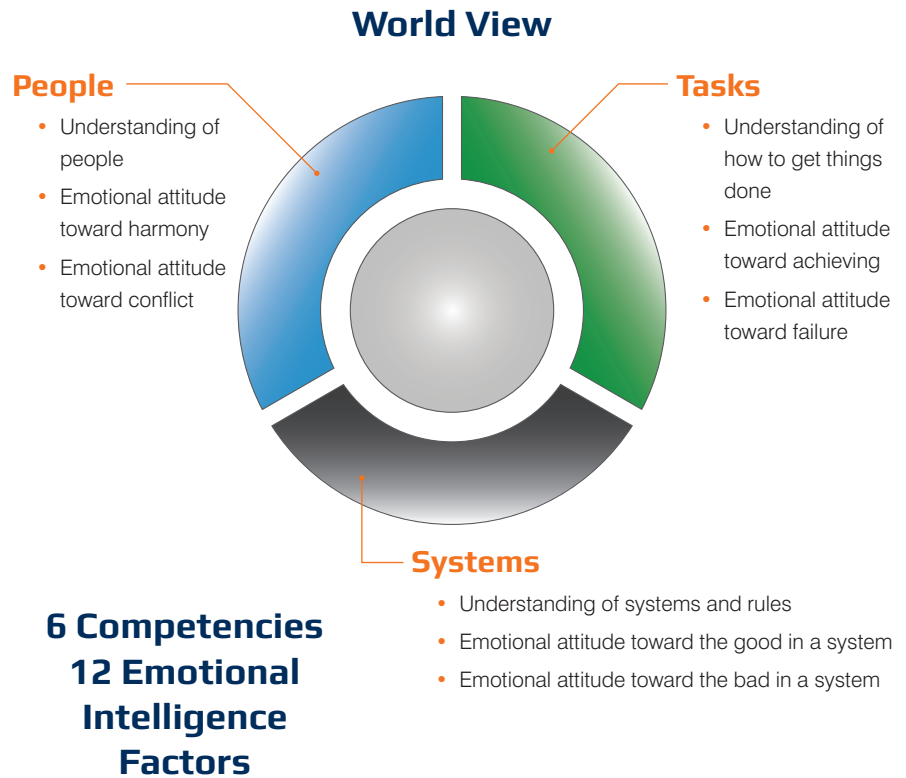 World View
People
• Understanding of
people
• Emotional attitude
toward harmony
• Emotional attitude
toward conflict
Tasks
• Understanding of
how to get things
done
• Emotional attitude
toward achieving
• Emotional attitude
toward failure
Systems
• Understanding of systems and rules
• Emotional attitude toward the good in a system
• Emotional attitude toward the bad in a system
6 Competencies
12 Emotional
Intelligence
Factors